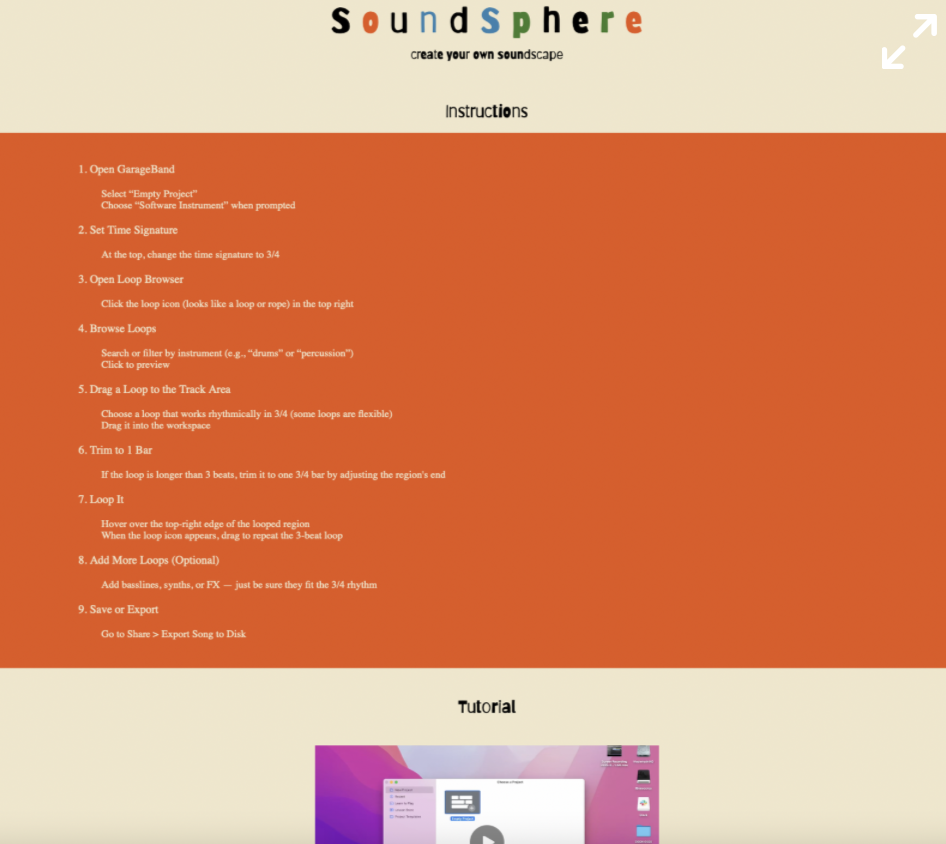 SoundSphere
create your own soundscape
Instructions
1. Open GarageBand
Select “Empty Project”
Choose “Software Instrument” when prompted
2. Set Time Signature
At the top, change the time signature to 3/4
3. Open Loop Browser
Click the loop icon (looks like a loop or rope) in the top right
4. Browse Loops
Search or filter by instrument (e.g., “drums” or “percussion”)
Click to preview
5. Drag a Loop to the Track Area
Choose a loop that works rhythmically in 3/4 (some loops are flexible)
Drag it into the workspace
6. Trim to 1 Bar
If the loop is longer than 3 beats, trim it to one 3/4 bar by adjusting the region's end
7. Loop It
Hover over the top-right edge of the looped region
When the loop icon appears, drag to repeat the 3-beat loop
8. Add More Loops (Optional)
Add basslines, synths, or FX — just be sure they fit the 3/4 rhythm
9. Save or Export
Go to Share > Export Song to Disk
Tutorial
Choose a Project